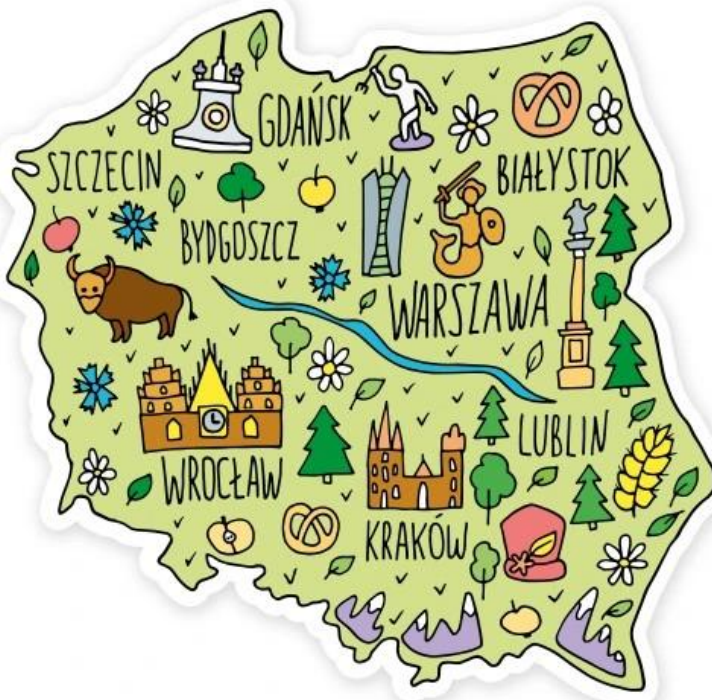 GDAŃSK
SZCZECIN
BIAŁYSTOK
BYDGOSZCZ
WARSZAWA
LUBLIN
WROCŁAW
KRAKÓW